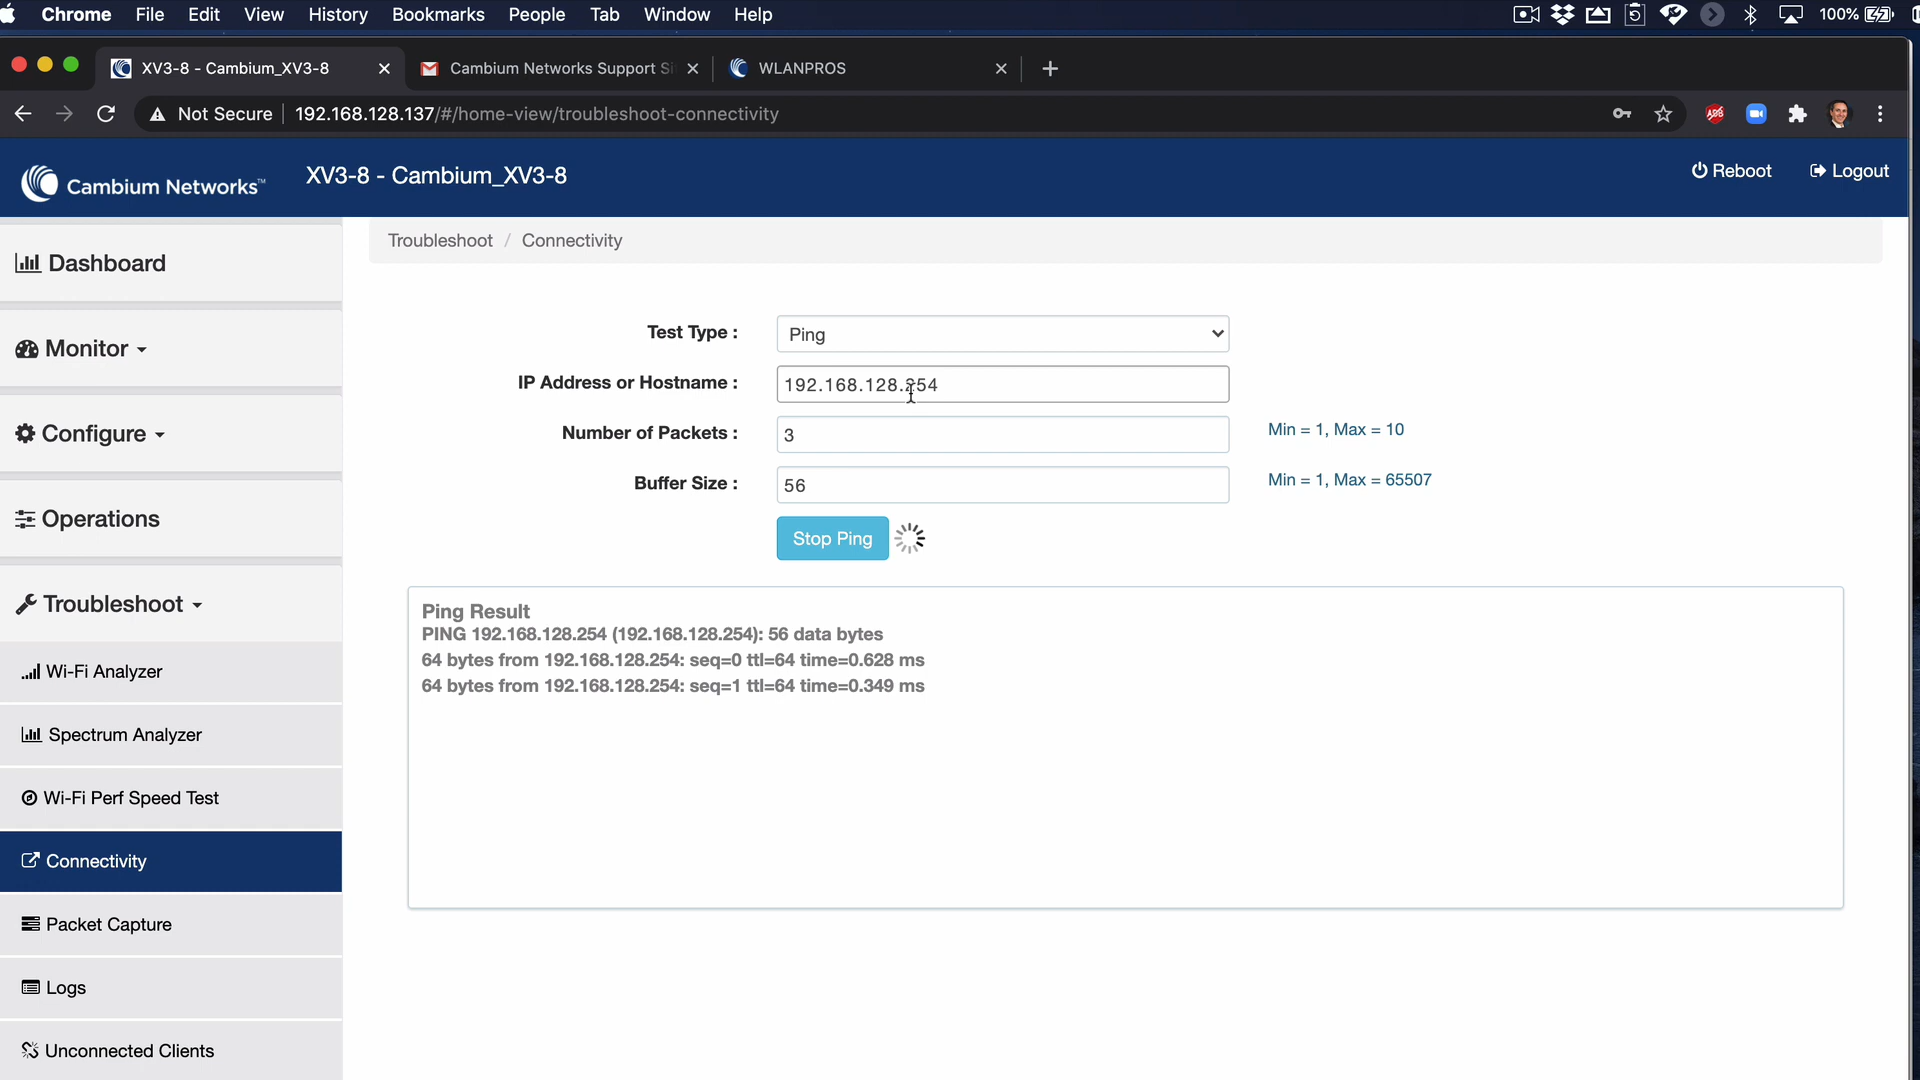 Chrome File Edit View History Bookmarks People Tab Window Help 100%
XV3-8 - Cambium_XV3-8 Cambium Networks Support Si WLANPROS
Not Secure 192.168.128.137/#/home-view/troubleshoot-connectivity ABP
Cambium Networks™ XV3-8 - Cambium_XV3-8 Reboot Logout
Troubleshoot / Connectivity
Dashboard
Monitor
Configure
Operations
Troubleshoot
Wi-Fi Analyzer
Spectrum Analyzer
Wi-Fi Perf Speed Test
Connectivity
Packet Capture
Logs
Unconnected Clients
Test Type : Ping
IP Address or Hostname : 192.168.128.254
Number of Packets : 3 Min = 1, Max = 10
Buffer Size : 56 Min = 1, Max = 65507
Stop Ping
Ping Result
PING 192.168.128.254 (192.168.128.254): 56 data bytes
64 bytes from 192.168.128.254: seq=0 ttl=64 time=0.628 ms
64 bytes from 192.168.128.254: seq=1 ttl=64 time=0.349 ms